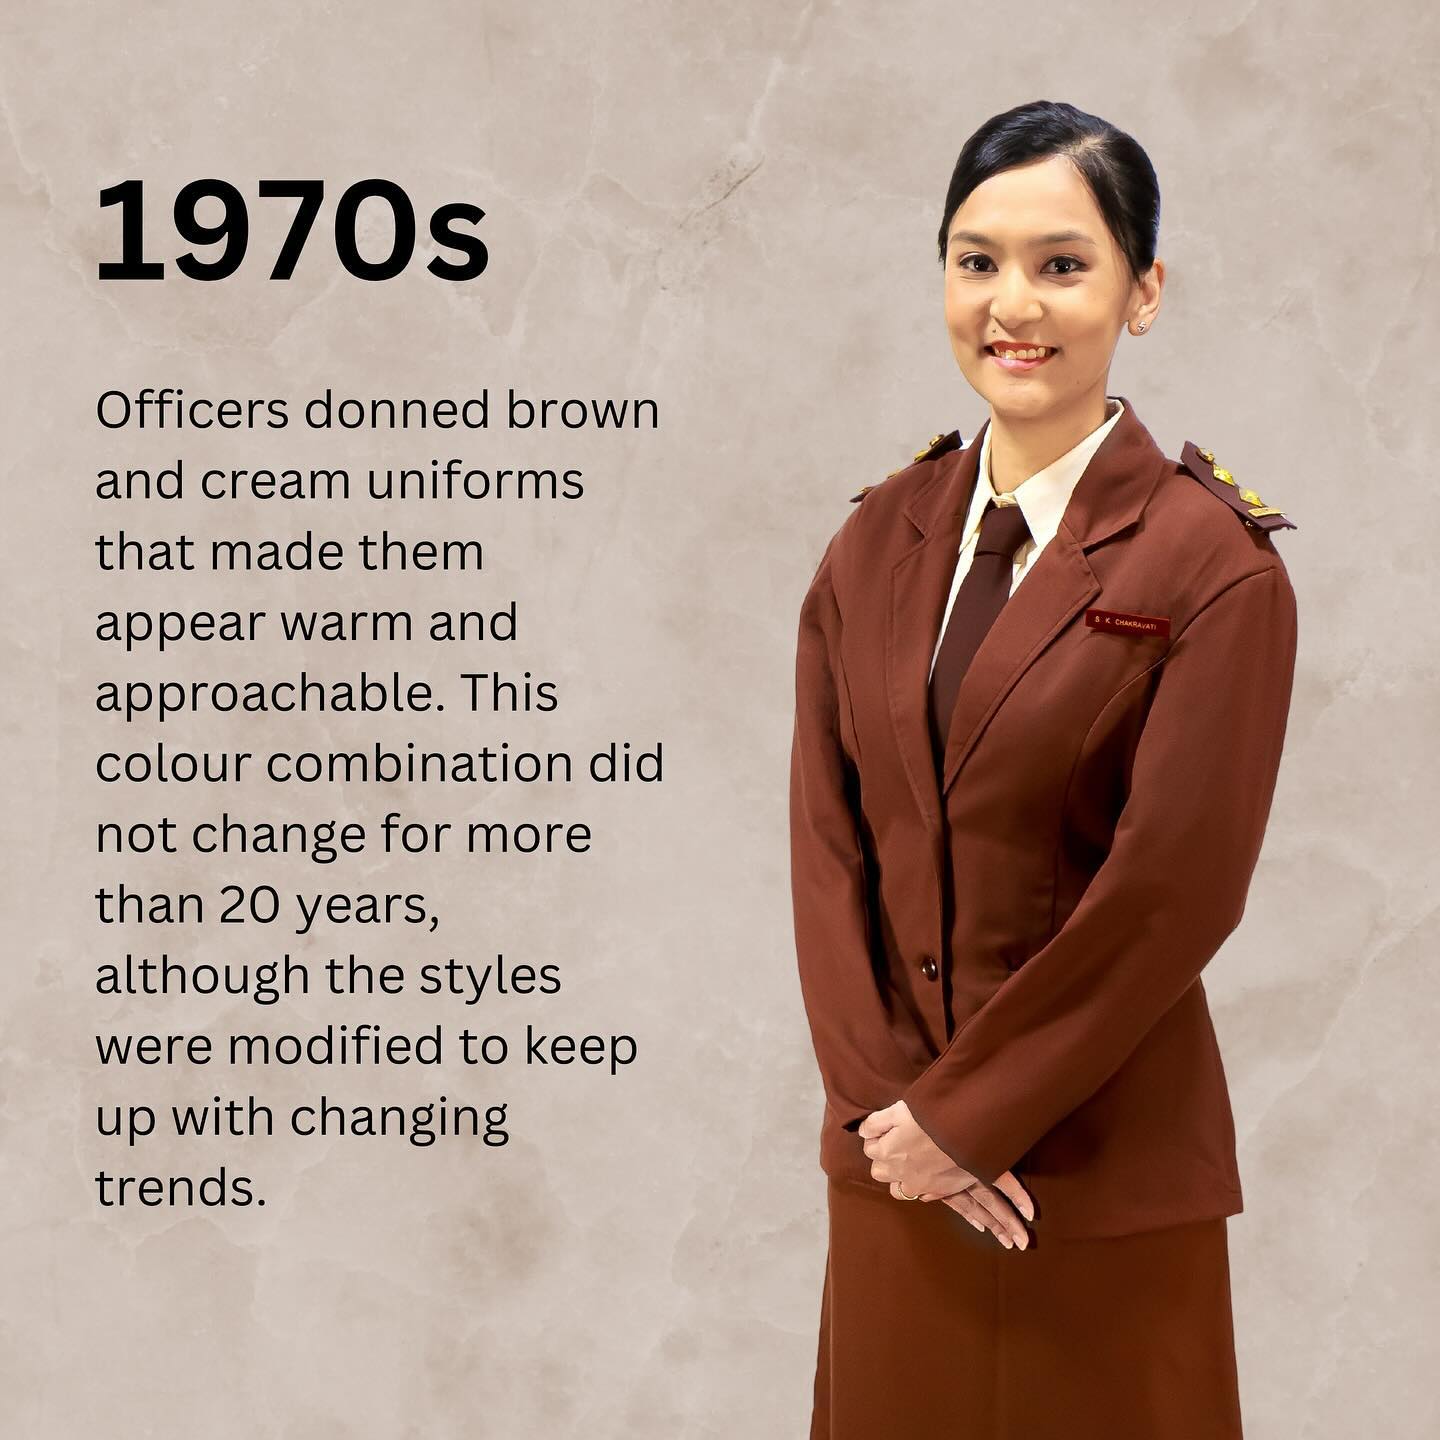 1970s
Officers donned brown
and cream uniforms
that made them
appear warm and
approachable. This
colour combination did
not change for more
than 20 years,
although the styles
were modified to keep
up with changing
trends.
S K CHAKRAVATI